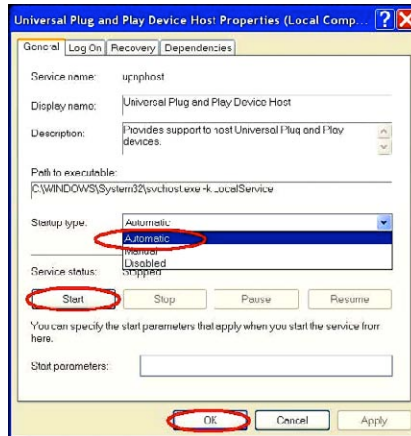 Universal Plug and Play Device Host Properties (Local Comp...
General Log On Recovery Dependencies
Service name: upnphost
Display name: Universal Plug and Play Device Host
Description: Provides support to host Universal Plug and Play
devices.
Path to executable:
C:\WINDOWS\System32\svchost.exe -k LocalService
Startup type: Automatic
Automatic
Manual
Disabled
Service status: Stopped
Start Stop Pause Resume
You can specify the start parameters that apply when you start the service from
here.
Start parameters:
OK Cancel Apply